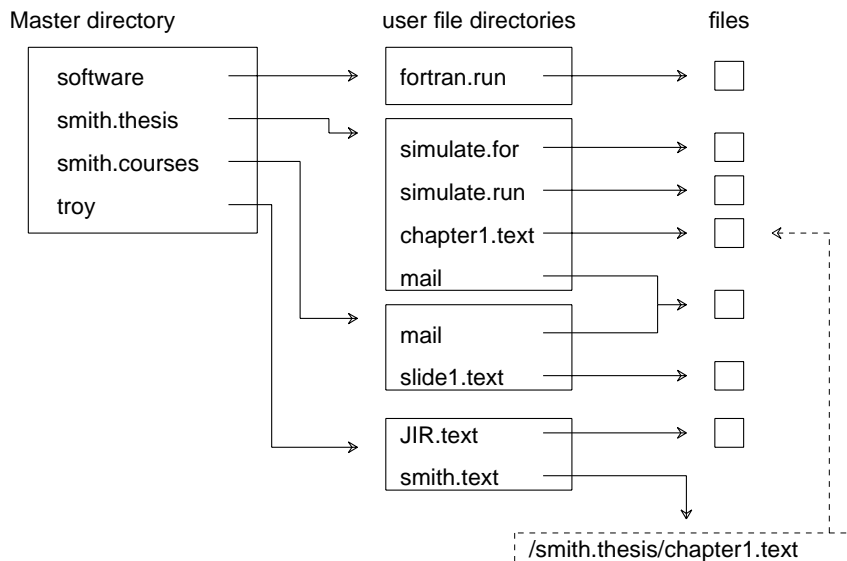 Master directory
user file directories
files
software
smith.thesis
smith.courses
troy
fortran.run
simulate.for
simulate.run
chapter1.text
mail
mail
slide1.text
JIR.text
smith.text
/smith.thesis/chapter1.text